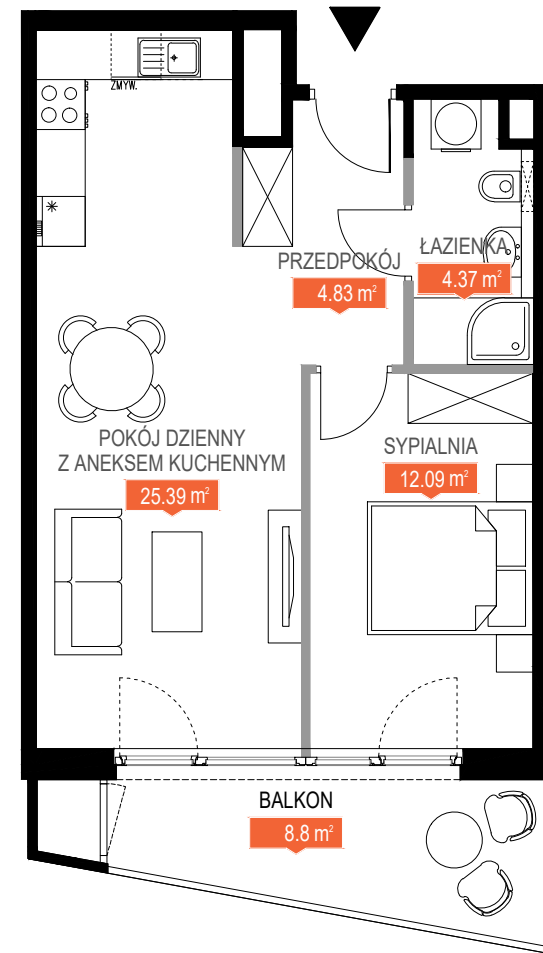 ZMYW.
PRZEDPOKÓJ
4.83 m²
ŁAZIENKA
4.37 m²
POKÓJ DZIENNY
Z ANEKSEM KUCHENNYM
25.39 m²
SYPIALNIA
12.09 m²
BALKON
8.8 m²